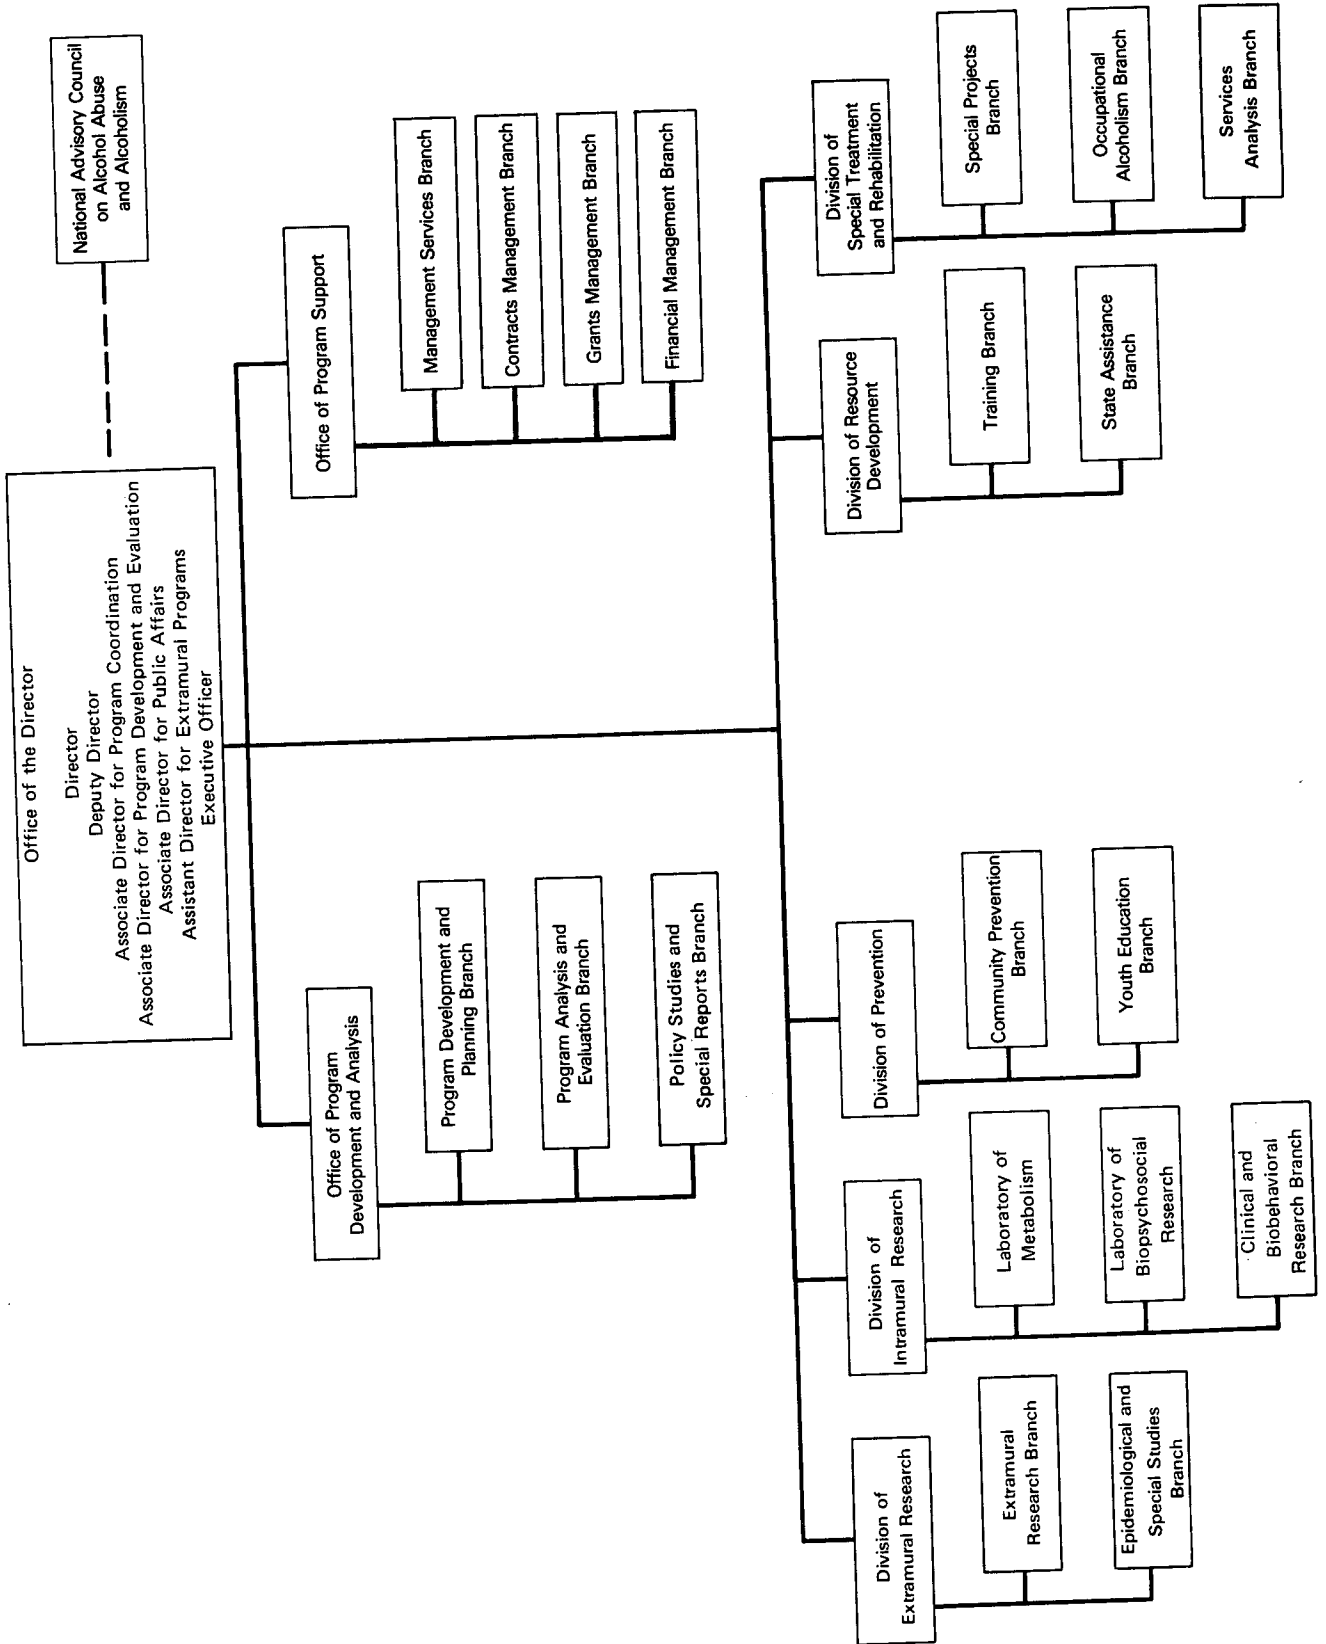 Office of the Director
Director
Deputy Director
Associate Director for Program Coordination
Associate Director for Program Development and Evaluation
Associate Director for Public Affairs
Assistant Director for Extramural Programs
Executive Officer
National Advisory Council
on Alcohol Abuse
and Alcoholism
Office of Program
Development and Analysis
Program Development and
Planning Branch
Program Analysis and
Evaluation Branch
Policy Studies and
Special Reports Branch
Office of Program Support
Management Services Branch
Contracts Management Branch
Grants Management Branch
Financial Management Branch
Division of
Extramural Research
Extramural
Research Branch
Epidemiological and
Special Studies
Branch
Division of
Intramural Research
Laboratory of
Metabolism
Laboratory of
Biopsychosocial
Research
Clinical and
Biobehavioral
Research Branch
Division of Prevention
Community Prevention
Branch
Youth Education
Branch
Division of Resource
Development
Training Branch
State Assistance
Branch
Division of
Special Treatment
and Rehabilitation
Special Projects
Branch
Occupational
Alcoholism Branch
Services
Analysis Branch